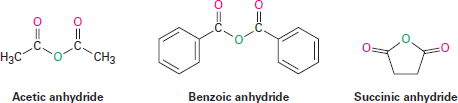 O O
H₃C O CH₃
Acetic anhydride
O O
C C
O
Benzoic anhydride
O O O
Succinic anhydride